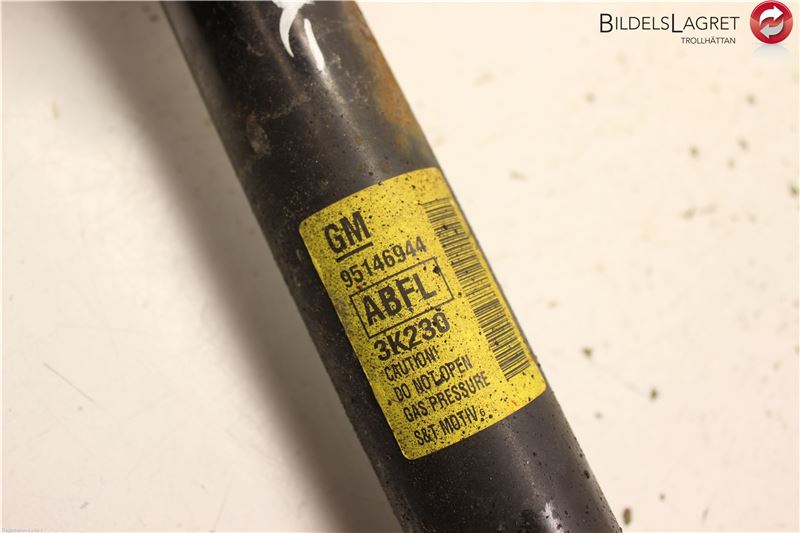 BILDELSLAGRET
TROLLHÄTTAN
GM
95146944
ABFL
3K230
CAUTION!
DO NOT OPEN
GAS PRESSURE
S&T MOTIV